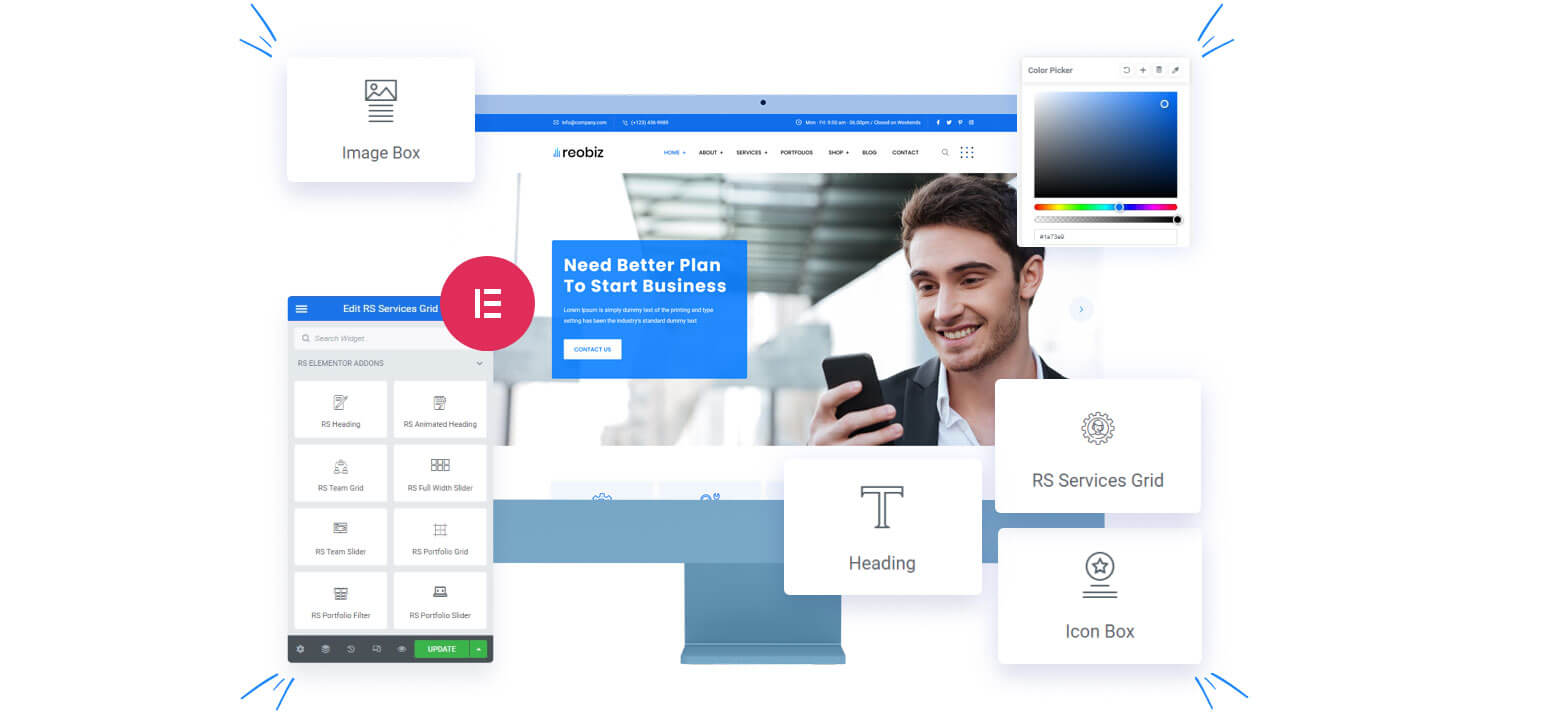 Image Box
Color Picker
#1a73e9
info@company.com
(+123) 456-9989
Mon - Fri: 9:00 am - 06.00pm / Closed on Weekends
reobiz
HOME +
ABOUT +
SERVICES +
PORTFOLIOS
SHOP +
BLOG
CONTACT
Need Better Plan
To Start Business
Lorem Ipsum is simply dummy text of the printing and type
setting has been the industry's standard dummy text
CONTACT US
Edit RS Services Grid
Search Widget...
RS ELEMENTOR ADDONS
RS Heading
RS Animated Heading
RS Team Grid
RS Full Width Slider
RS Team Slider
RS Portfolio Grid
RS Portfolio Filter
RS Portfolio Slider
UPDATE
RS Services Grid
Heading
Icon Box